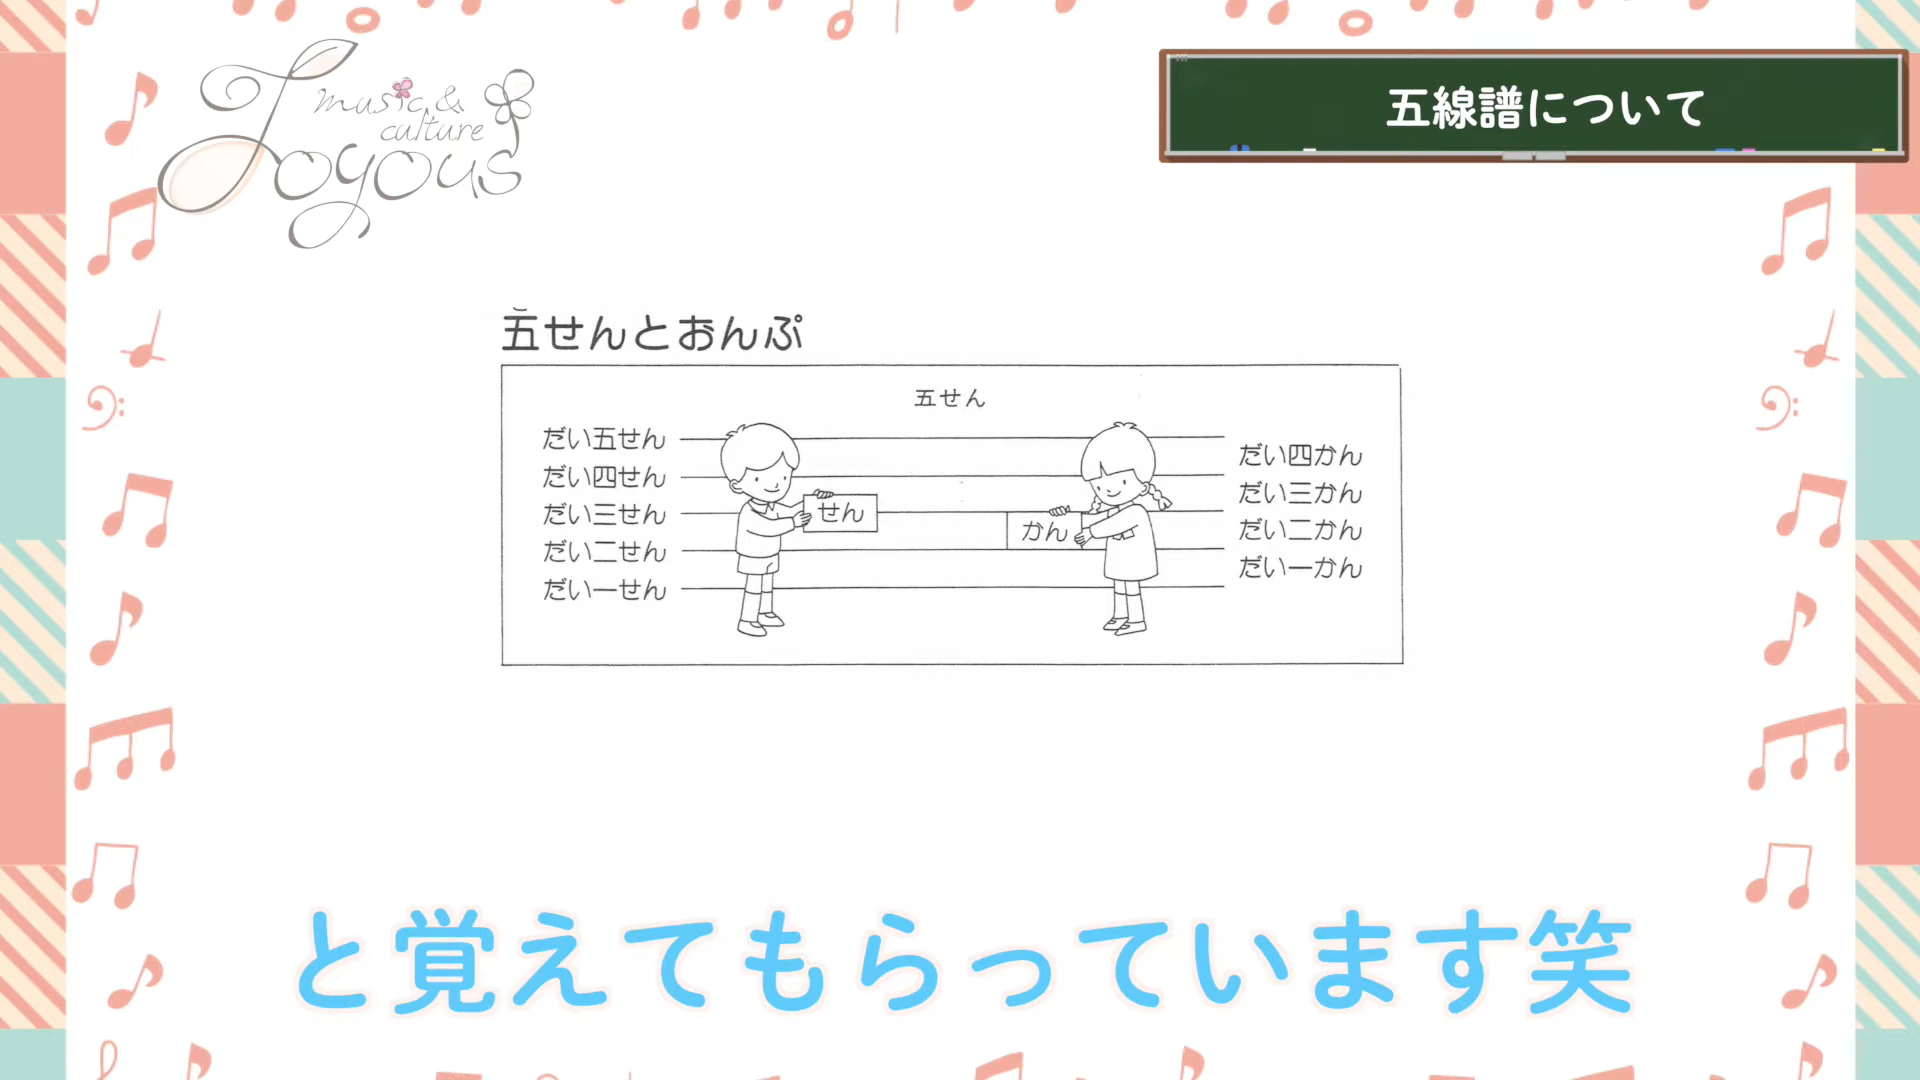 music &
culture
Joyous
五線譜について
五せんとおんぷ
ご
五せん
だい五せん
だい四せん
だい三せん
だい二せん
だい一せん
せん
かん
だい四かん
だい三かん
だい二かん
だい一かん
と覚えてもらっています笑